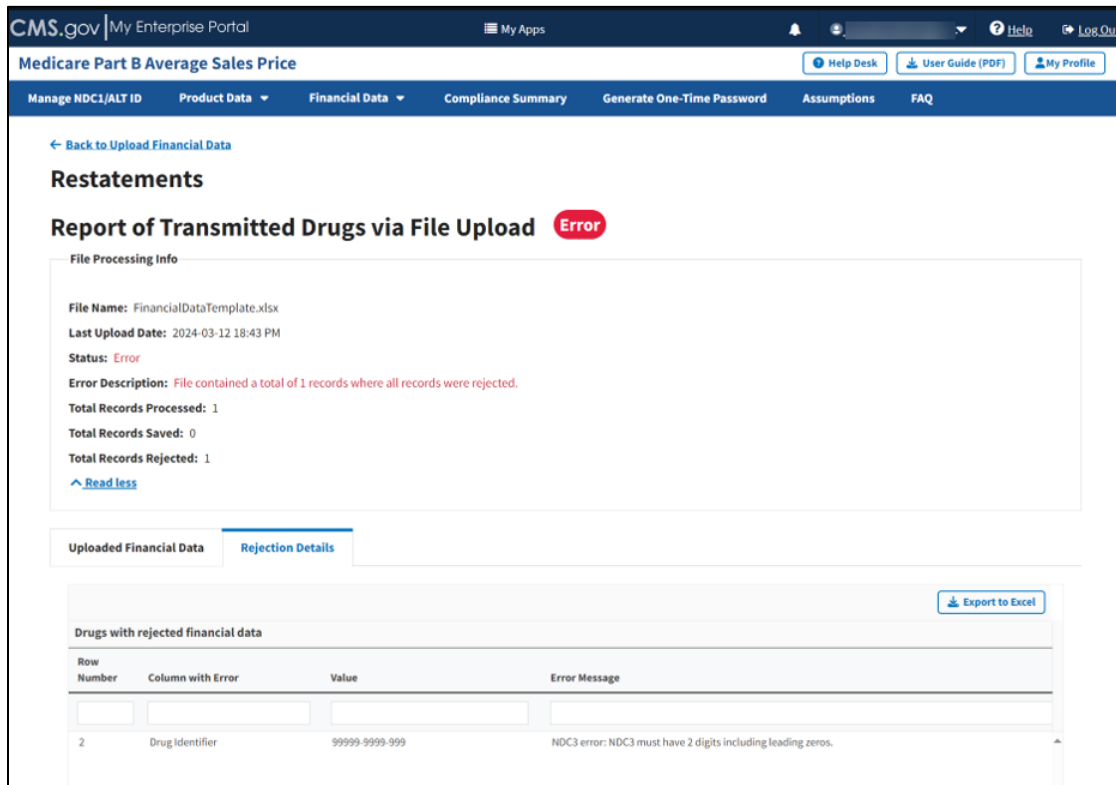 CMS.gov My Enterprise Portal My Apps Help Log Ou
Medicare Part B Average Sales Price Help Desk User Guide (PDF) My Profile
Manage NDC1/ALT ID Product Data Financial Data Compliance Summary Generate One-Time Password Assumptions FAQ
Back to Upload Financial Data
Restatements
Report of Transmitted Drugs via File Upload Error
File Processing Info
File Name: FinancialDataTemplate.xlsx
Last Upload Date: 2024-03-12 18:43 PM
Status: Error
Error Description: File contained a total of 1 records where all records were rejected.
Total Records Processed: 1
Total Records Saved: 0
Total Records Rejected: 1
Read less
Uploaded Financial Data Rejection Details
Export to Excel
Drugs with rejected financial data
Row Number Column with Error Value Error Message
2 Drug Identifier 99999-9999-999 NDC3 error: NDC3 must have 2 digits including leading zeros.